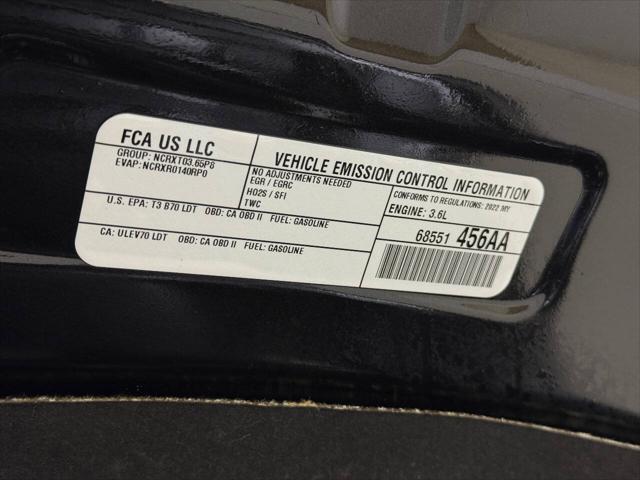 FCA US LLC
GROUP: NCRXT03.65P8
EVAP: NCRXR0140RP0
VEHICLE EMISSION CONTROL INFORMATION
NO ADJUSTMENTS NEEDED
EGR / EGRC
HO2S / SFI
TWC
CONFORMS TO REGULATIONS: 2022 MY
ENGINE: 3.6L
U.S. EPA: T3 B70 LDT OBD: CA OBD II FUEL: GASOLINE
CA: ULEV70 LDT OBD: CA OBD II FUEL: GASOLINE
68551 456AA